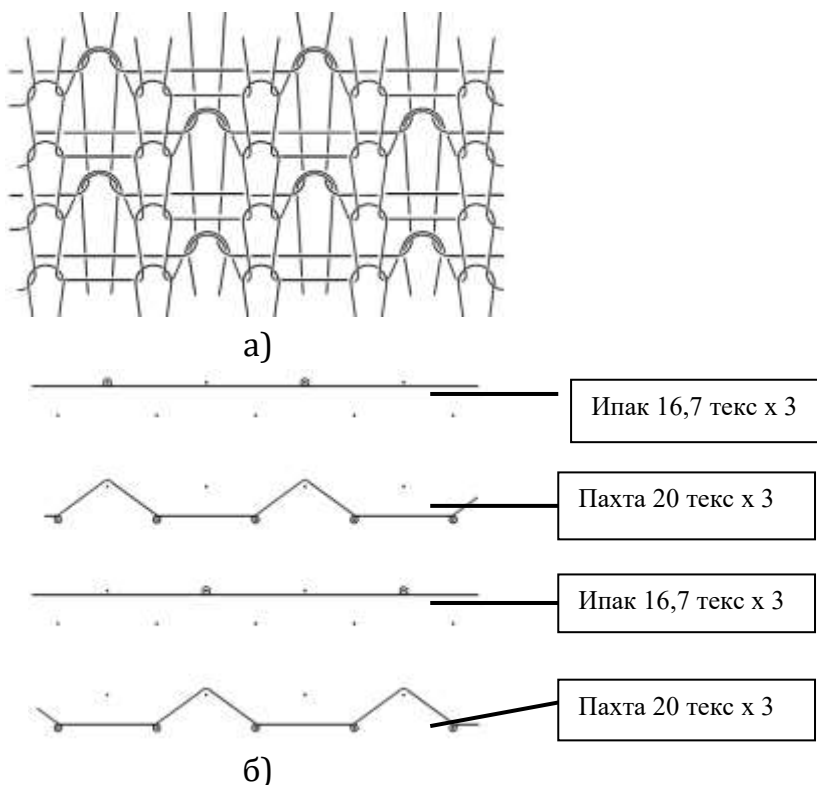 а)
Ипак 16,7 текс x 3
Пахта 20 текс x 3
Ипак 16,7 текс x 3
Пахта 20 текс x 3
б)